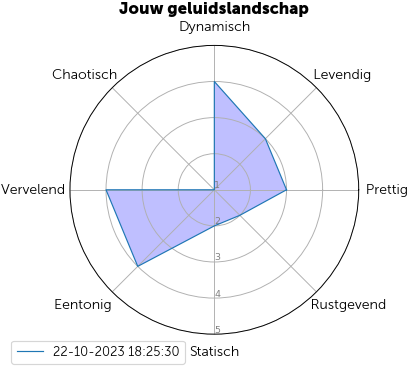 Jouw geluidslandschap
Dynamisch
Chaotisch
Levendig
Vervelend
1
Prettig
2
3
Eentonig
4
Rustgevend
5
22-10-2023 18:25:30
Statisch